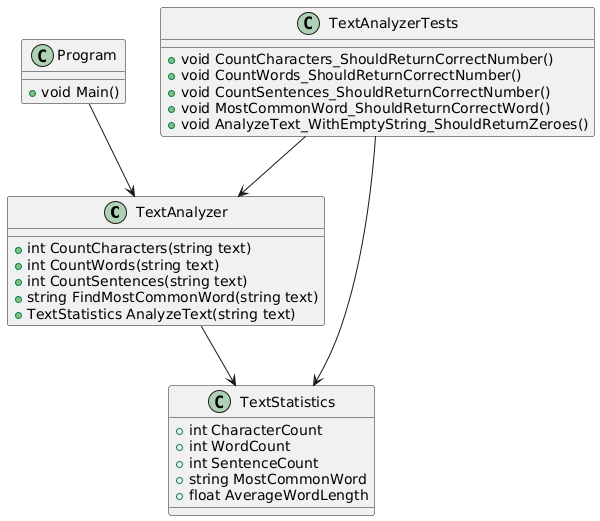 C Program
void Main()
C TextAnalyzerTests
void CountCharacters_ShouldReturnCorrectNumber()
void CountWords_ShouldReturnCorrectNumber()
void CountSentences_ShouldReturnCorrectNumber()
void MostCommonWord_ShouldReturnCorrectWord()
void AnalyzeText_WithEmptyString_ShouldReturnZeroes()
C TextAnalyzer
int CountCharacters(string text)
int CountWords(string text)
int CountSentences(string text)
string FindMostCommonWord(string text)
TextStatistics AnalyzeText(string text)
C TextStatistics
int CharacterCount
int WordCount
int SentenceCount
string MostCommonWord
float AverageWordLength